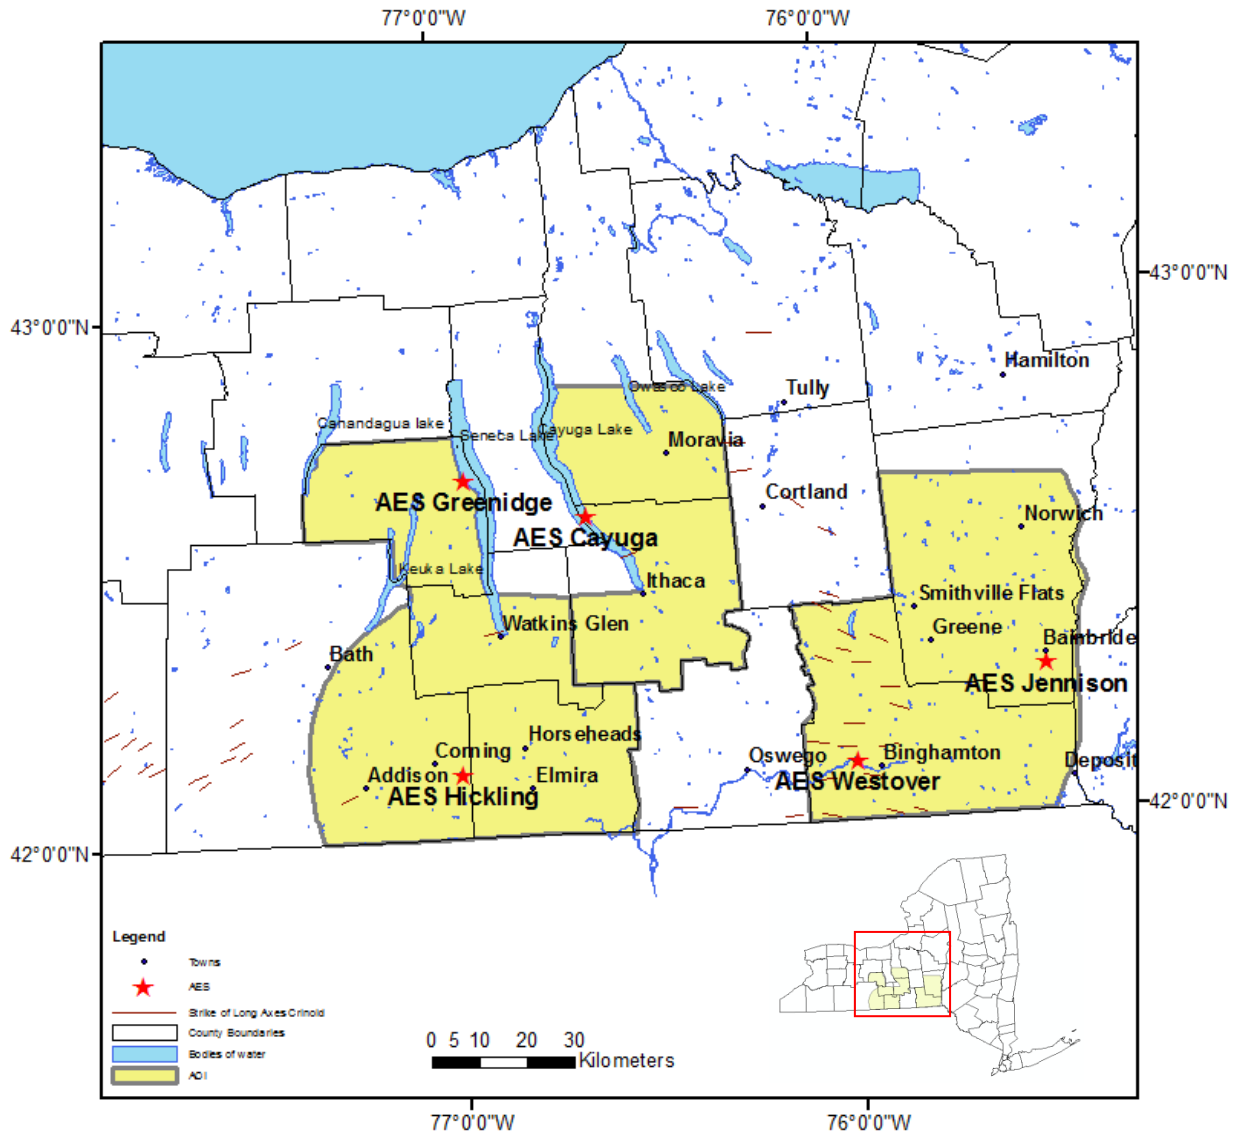 77°0'0"W
76°0'0"W
43°0'0"N
43°0'0"N
Hamilton
Owasco Lake
Tully
Canandagua lake
Seneca Lake
Cayuga Lake
Moravia
AES Greenidge
Cortland
Norwich
AES Cayuga
Keuka Lake
Ithaca
Smithville Flats
Watkins Glen
Greene
Bainbride
Bath
AES Jennison
Horseheads
Corning
Oswego
Binghamton
Deposit
Addison
Elmira
AES Westover
AES Hickling
42°0'0"N
42°0'0"N
Legend
Towns
AES
Strike of Long Axes Crinoid
County Boundaries
Bodies of water
AOI
0 5 10 20 30
Kilometers
77°0'0"W
76°0'0"W